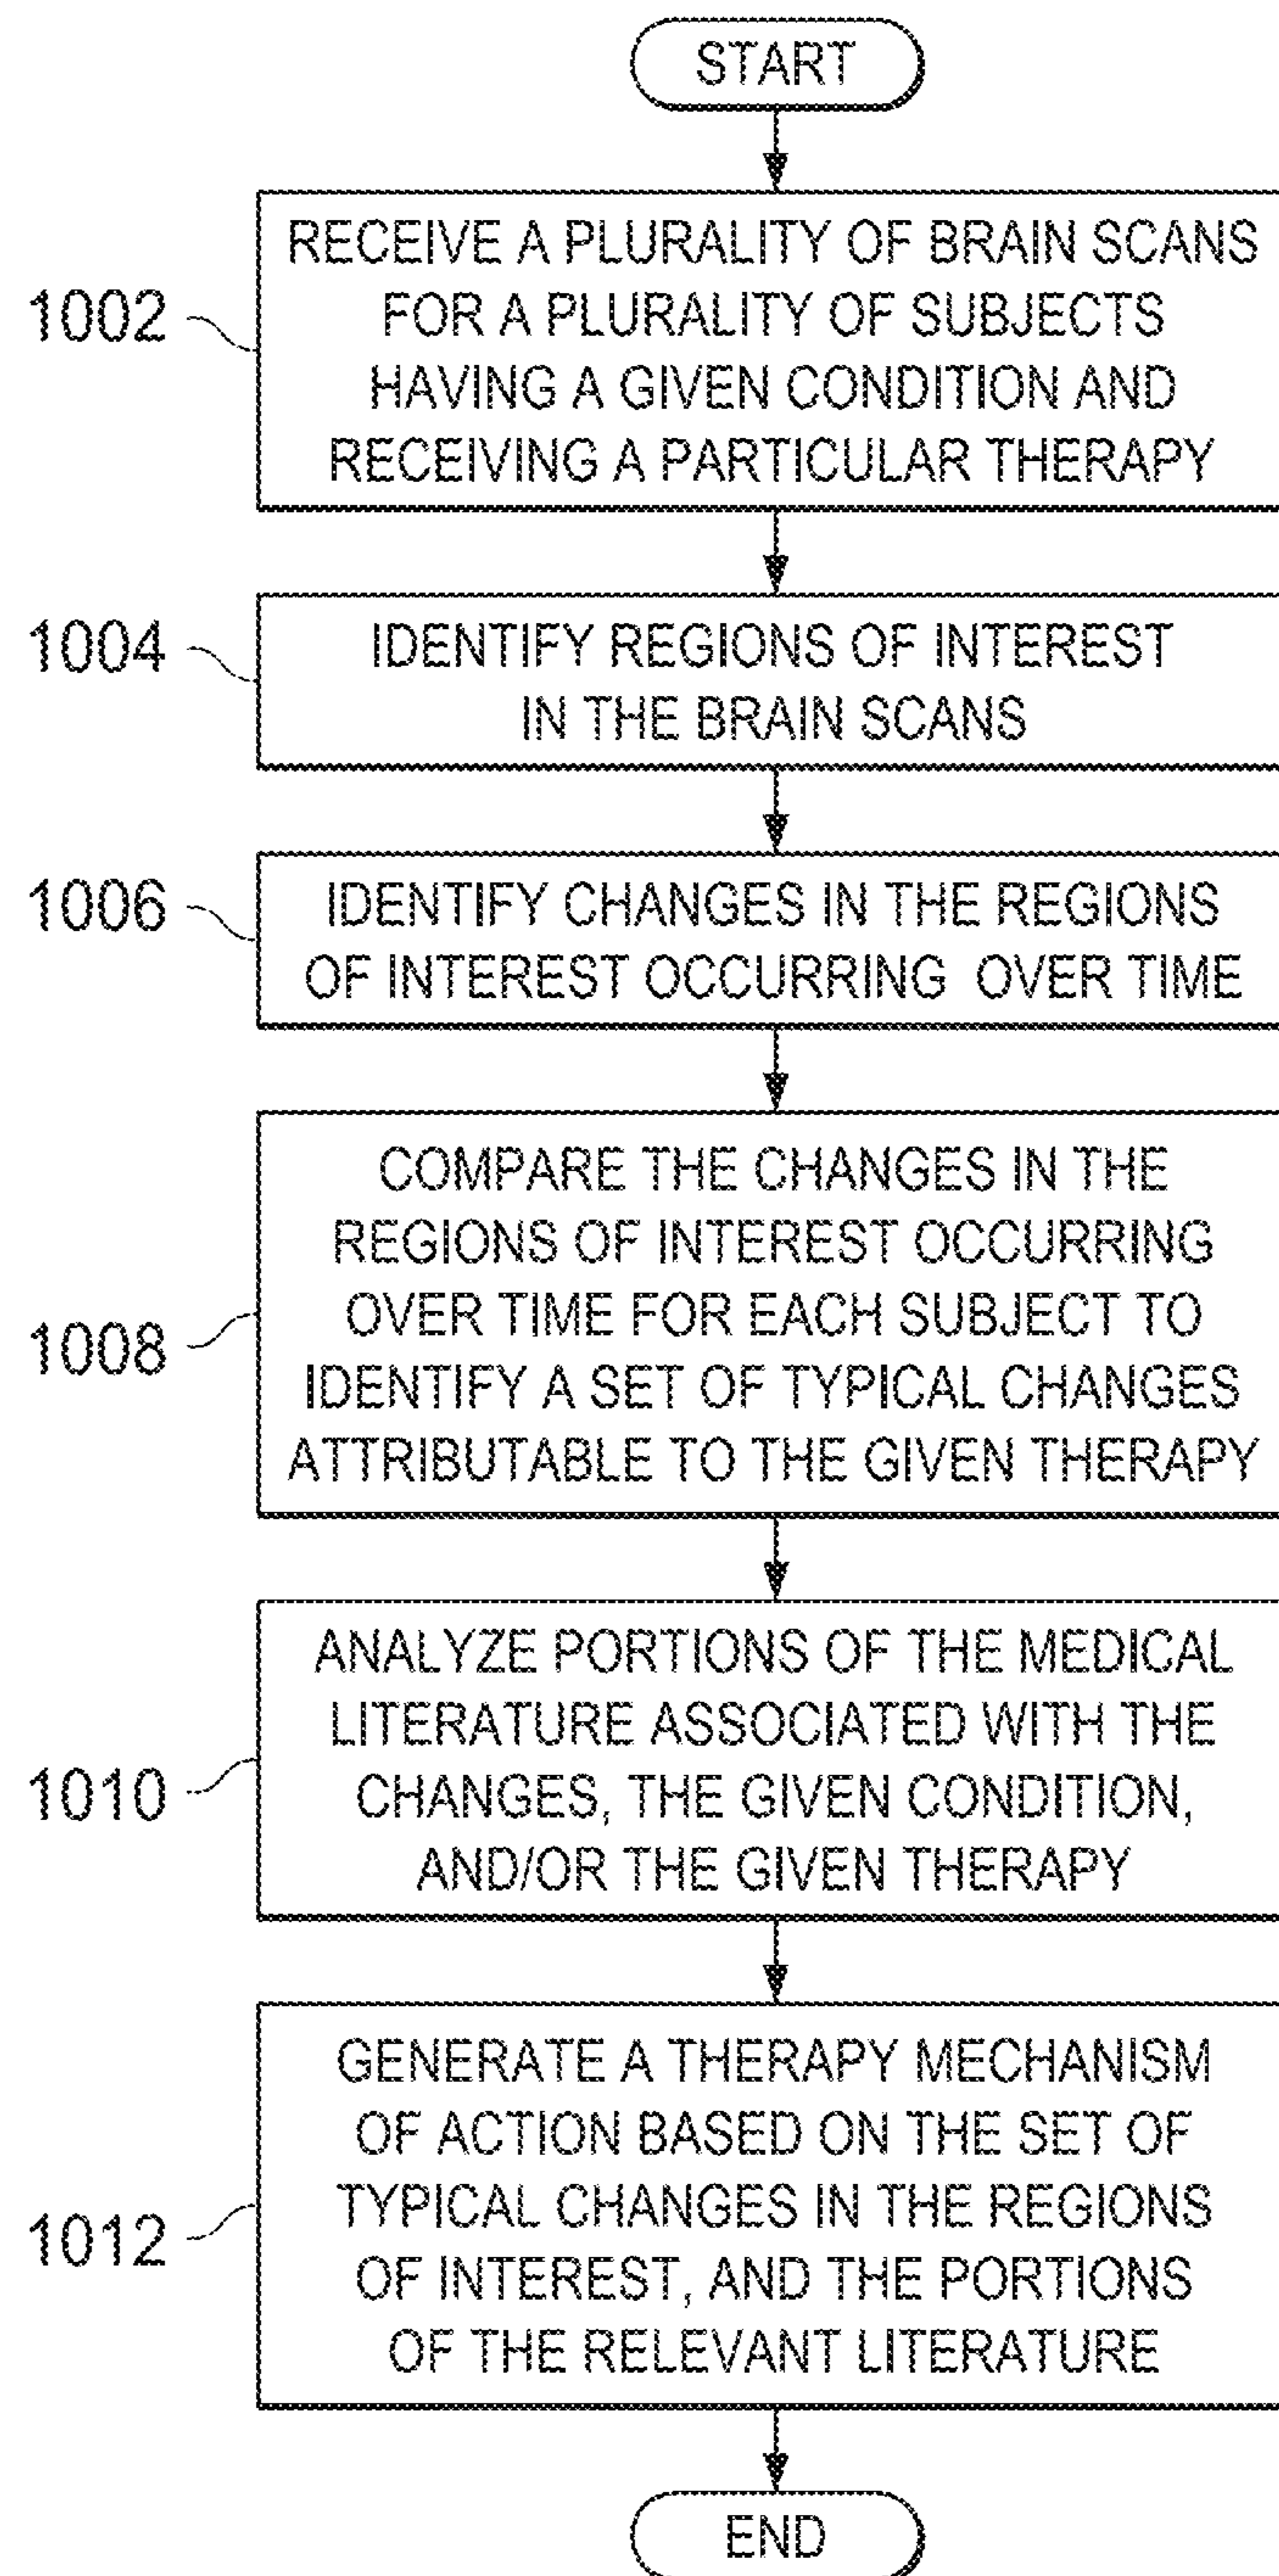 START
1002
RECEIVE A PLURALITY OF BRAIN SCANS
FOR A PLURALITY OF SUBJECTS
HAVING A GIVEN CONDITION AND
RECEIVING A PARTICULAR THERAPY
1004
IDENTIFY REGIONS OF INTEREST
IN THE BRAIN SCANS
1006
IDENTIFY CHANGES IN THE REGIONS
OF INTEREST OCCURRING OVER TIME
1008
COMPARE THE CHANGES IN THE
REGIONS OF INTEREST OCCURRING
OVER TIME FOR EACH SUBJECT TO
IDENTIFY A SET OF TYPICAL CHANGES
ATTRIBUTABLE TO THE GIVEN THERAPY
1010
ANALYZE PORTIONS OF THE MEDICAL
LITERATURE ASSOCIATED WITH THE
CHANGES, THE GIVEN CONDITION,
AND/OR THE GIVEN THERAPY
1012
GENERATE A THERAPY MECHANISM
OF ACTION BASED ON THE SET OF
TYPICAL CHANGES IN THE REGIONS
OF INTEREST, AND THE PORTIONS
OF THE RELEVANT LITERATURE
END